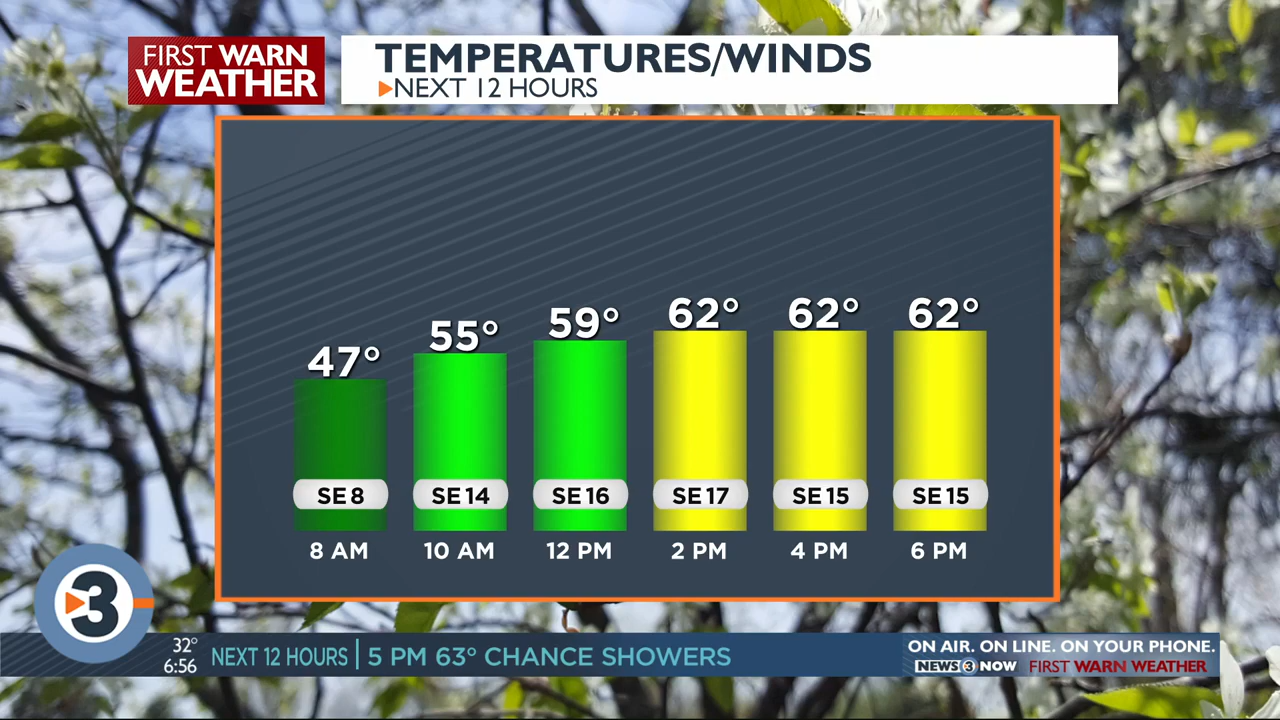 FIRST WARN
WEATHER
TEMPERATURES/WINDS
NEXT 12 HOURS
47° 55° 59° 62° 62° 62°
SE 8 SE 14 SE 16 SE 17 SE 15 SE 15
8 AM 10 AM 12 PM 2 PM 4 PM 6 PM
3
32°
6:56
NEXT 12 HOURS | 5 PM 63° CHANCE SHOWERS
ON AIR. ON LINE. ON YOUR PHONE.
NEWS 3 NOW FIRST WARN WEATHER